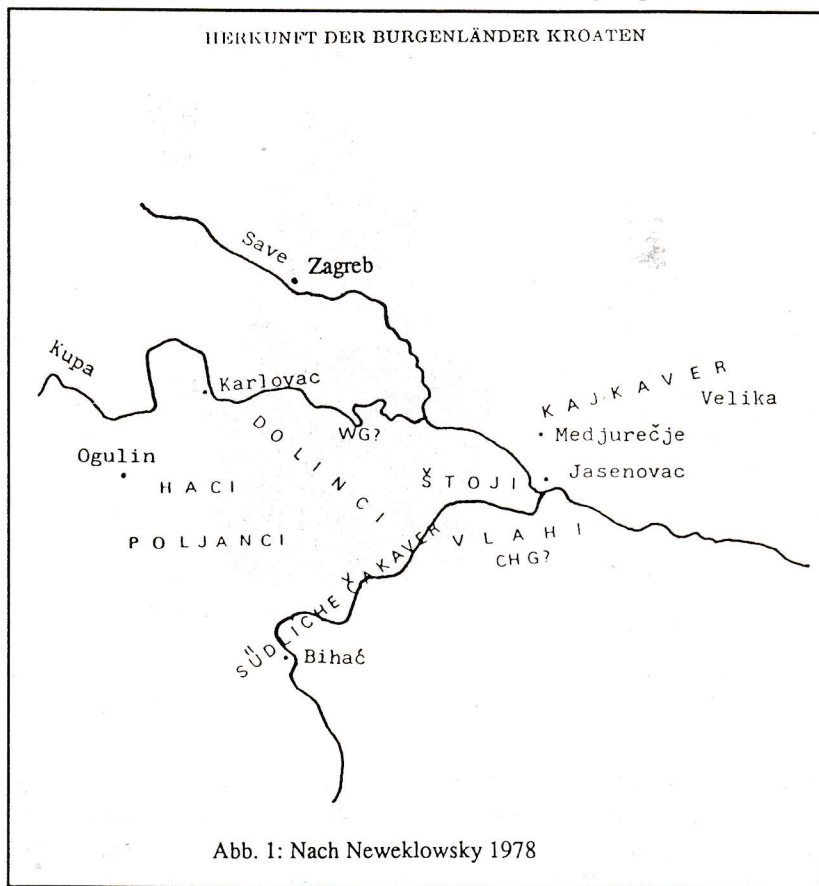 HERKUNFT DER BURGENLÄNDER KROATEN
Save
Zagreb
Kupa
Karlovac
KAJKAVER
Velika
Medjurečje
WG?
DOLINCI
Ogulin
HACI
ŠTOJI
Jasenovac
POLJANCI
VLAHI
CHG?
SÜDLICHE ČAKAVER
Bihać
Abb. 1: Nach Neweklowsky 1978